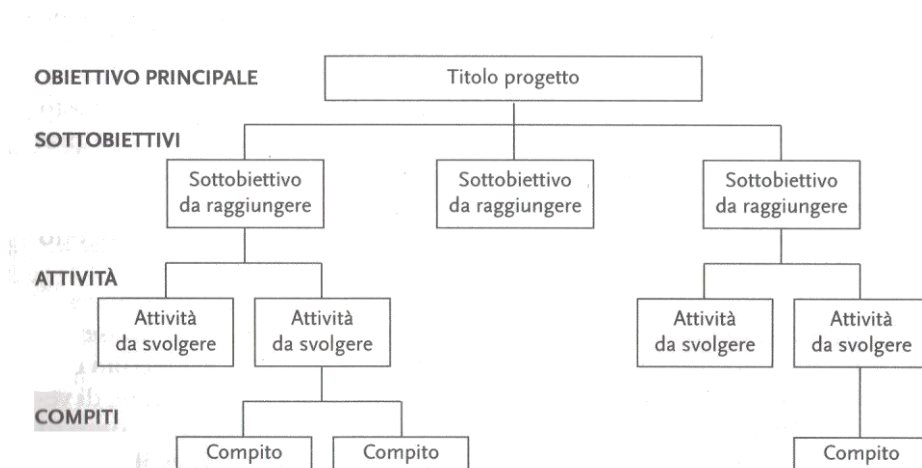 OBIETTIVO PRINCIPALE
Titolo progetto
SOTTOBIETTIVI
Sottobiettivo
da raggiungere
Sottobiettivo
da raggiungere
Sottobiettivo
da raggiungere
ATTIVITÀ
Attività
da svolgere
Attività
da svolgere
Attività
da svolgere
Attività
da svolgere
COMPITI
Compito
Compito
Compito